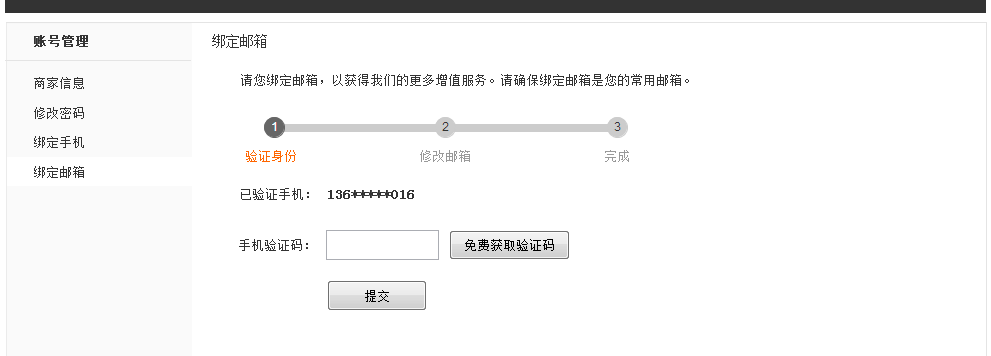 账号管理
商家信息
修改密码
绑定手机
绑定邮箱
绑定邮箱
请您绑定邮箱，以获得我们的更多增值服务。请确保绑定邮箱是您的常用邮箱。
1 2 3
验证身份 修改邮箱 完成
已验证手机： 136*****016
手机验证码： 免费获取验证码
提交